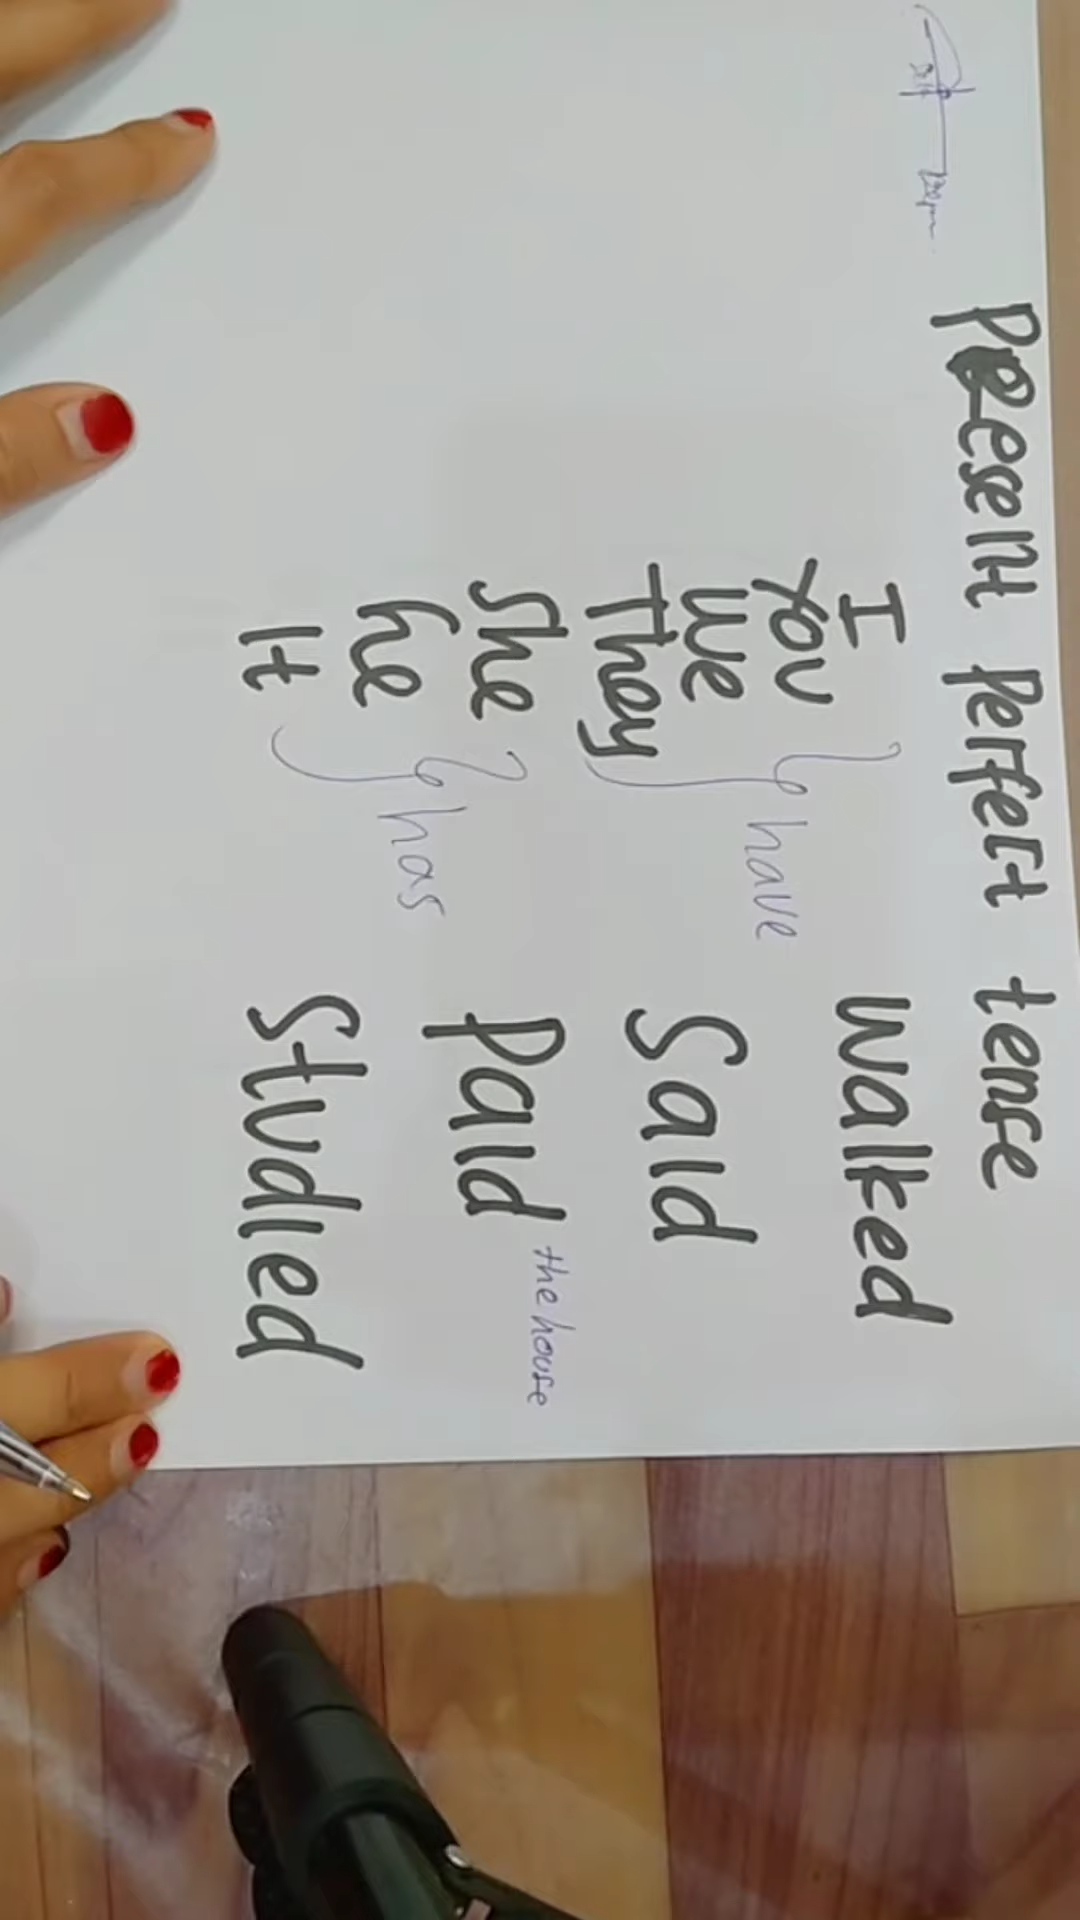 Present Perfect tense
I
You
we
They
have
She
he
It
has
walked
Said
Paid the house
Studied